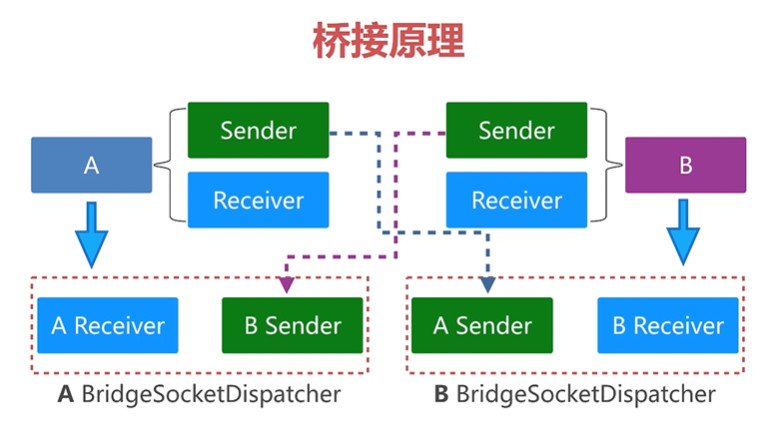 桥接原理
Sender
Sender
A
B
Receiver
Receiver
A Receiver
B Sender
A Sender
B Receiver
A BridgeSocketDispatcher
B BridgeSocketDispatcher